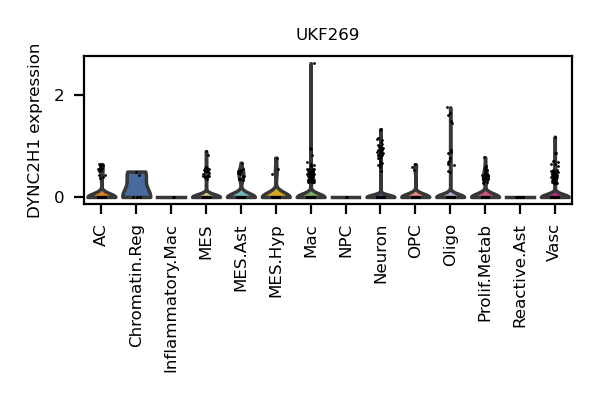 UKF269
DYNC2H1 expression
2
0
AC
Chromatin.Reg
Inflammatory.Mac
MES
MES.Ast
MES.Hyp
Mac
NPC
Neuron
OPC
Oligo
Prolif.Metab
Reactive.Ast
Vasc